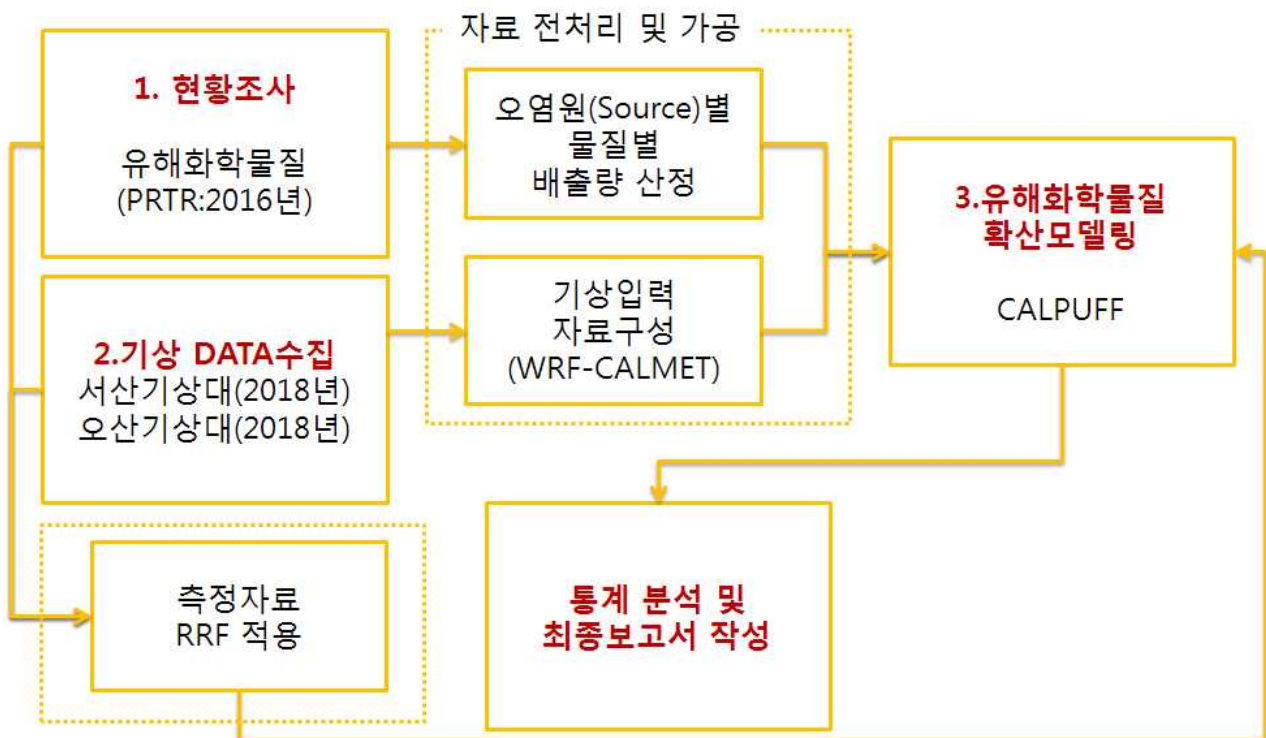 자료 전처리 및 가공
1. 현황조사
유해화학물질
(PRTR:2016년)
오염원(Source)별
물질별
배출량 산정
2.기상 DATA수집
서산기상대(2018년)
오산기상대(2018년)
기상입력
자료구성
(WRF-CALMET)
3.유해화학물질
확산모델링
CALPUFF
측정자료
RRF 적용
통계 분석 및
최종보고서 작성